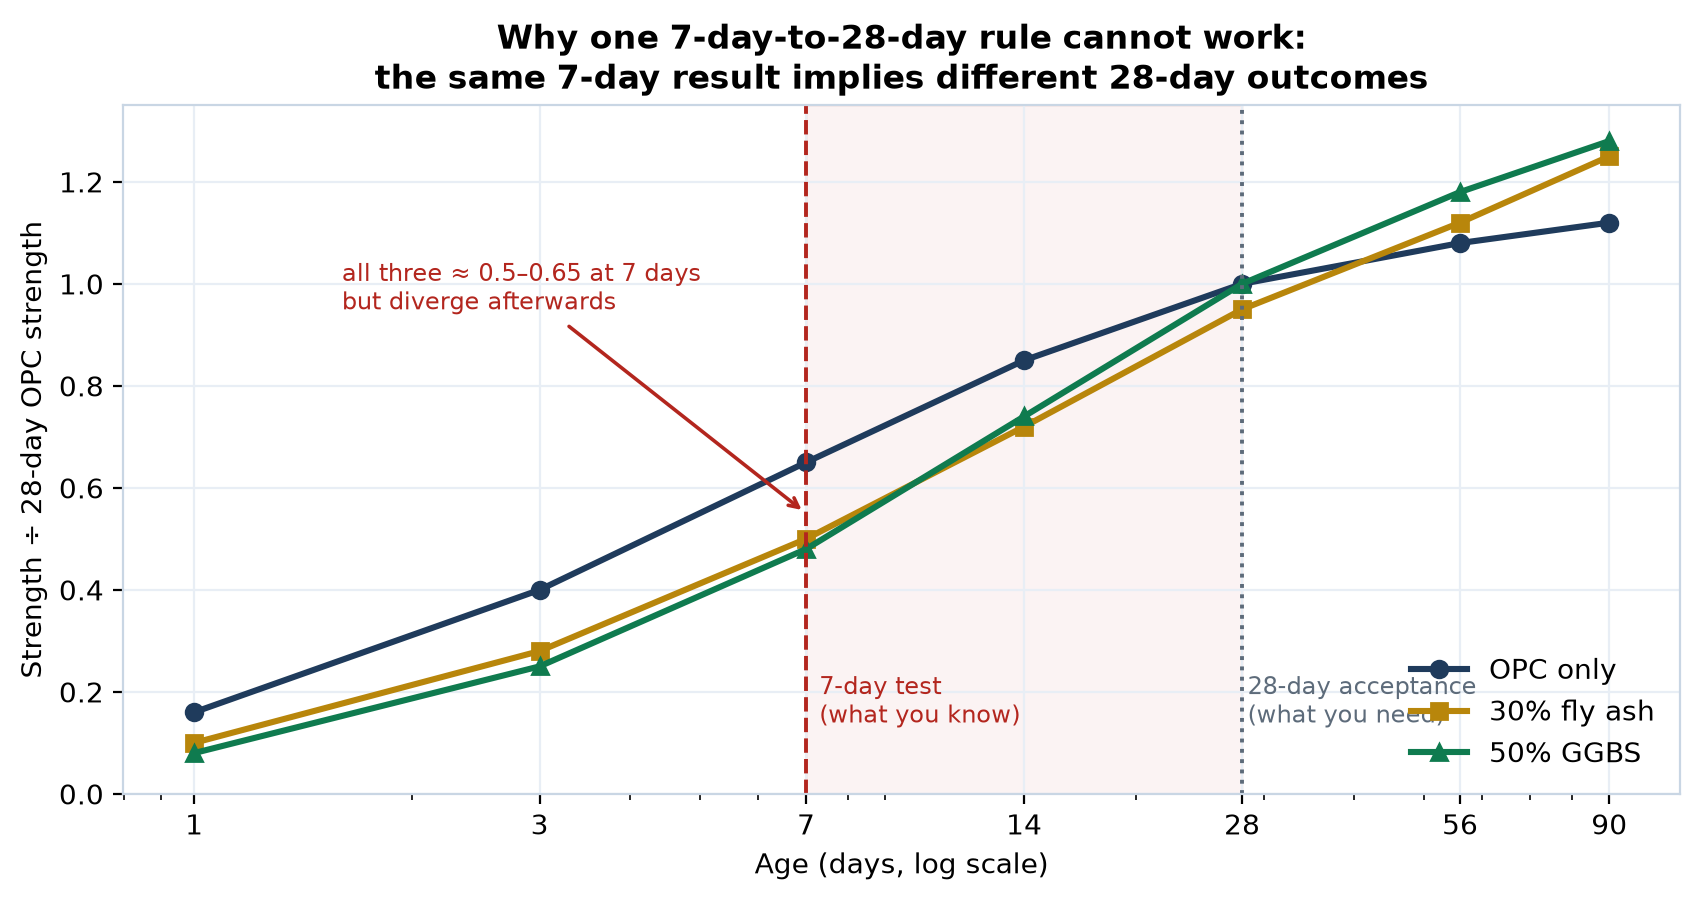 Why one 7-day-to-28-day rule cannot work:
the same 7-day result implies different 28-day outcomes
Strength ÷ 28-day OPC strength
1.2
1.0
0.8
0.6
0.4
0.2
0.0
all three ≈ 0.5–0.65 at 7 days
but diverge afterwards
7-day test
(what you know)
28-day acceptance
(what you need)
OPC only
30% fly ash
50% GGBS
1 3 7 14 28 56 90
Age (days, log scale)